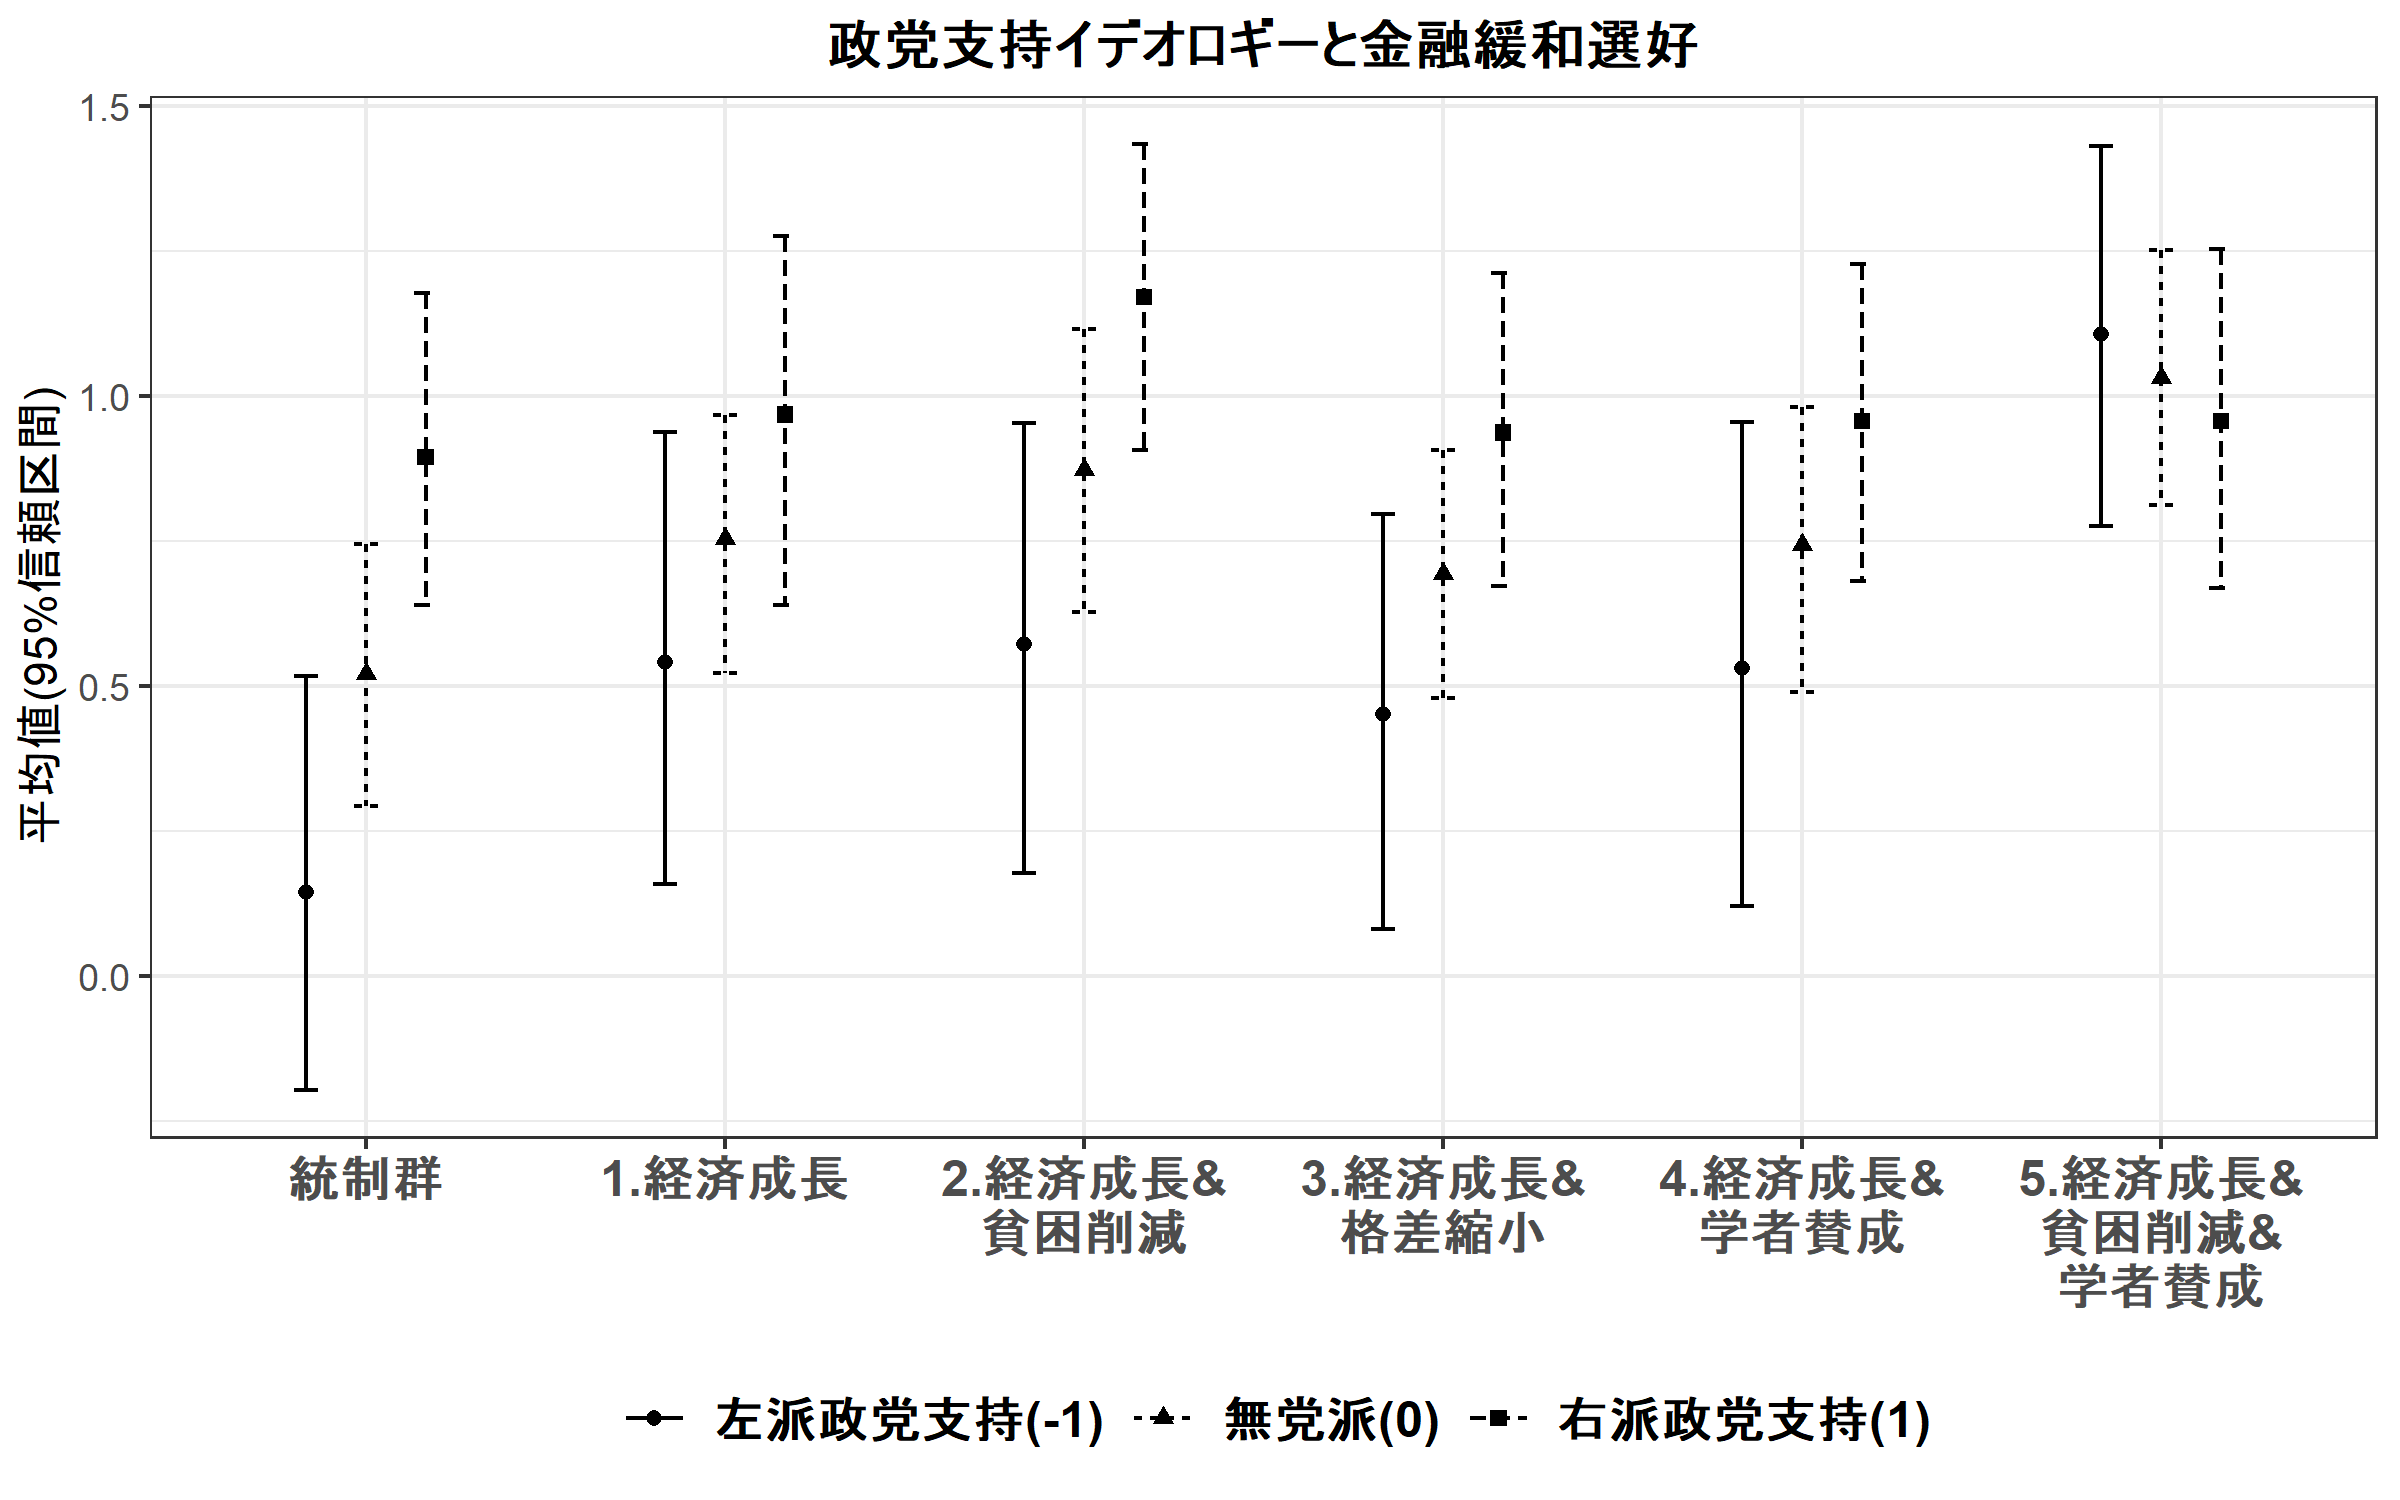 政党支持イデオロギーと金融緩和選好
平均値(95%信頼区間)
1.5
1.0
0.5
0.0
統制群
1.経済成長
2.経済成長&
貧困削減
3.経済成長&
格差縮小
4.経済成長&
学者賛成
5.経済成長&
貧困削減&
学者賛成
左派政党支持(-1)
無党派(0)
右派政党支持(1)